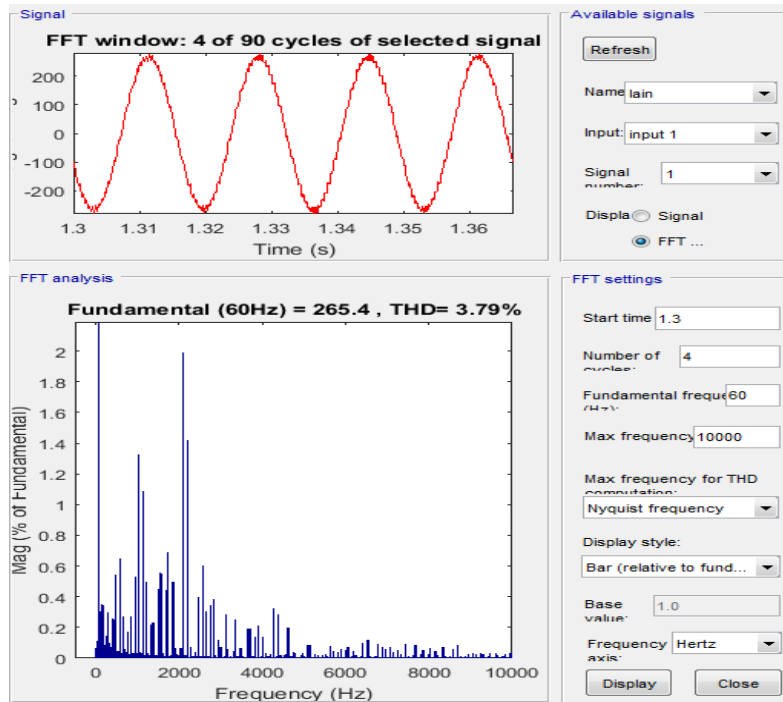 Signal
FFT window: 4 of 90 cycles of selected signal
200
100
0
-100
-200
1.3 1.31 1.32 1.33 1.34 1.35 1.36
Time (s)
Available signals
Refresh
Name Iain
Input: input 1
Signal number: 1
Displa Signal
FFT ...
FFT analysis
Fundamental (60Hz) = 265.4 , THD= 3.79%
Mag (% of Fundamental)
2
1.8
1.6
1.4
1.2
1
0.8
0.6
0.4
0.2
0
0 2000 4000 6000 8000 10000
Frequency (Hz)
FFT settings
Start time 1.3
Number of cycles: 4
Fundamental freque 60
(Hz):
Max frequency 10000
Max frequency for THD
computation:
Nyquist frequency
Display style:
Bar (relative to fund...
Base value: 1.0
Frequency axis: Hertz
Display Close